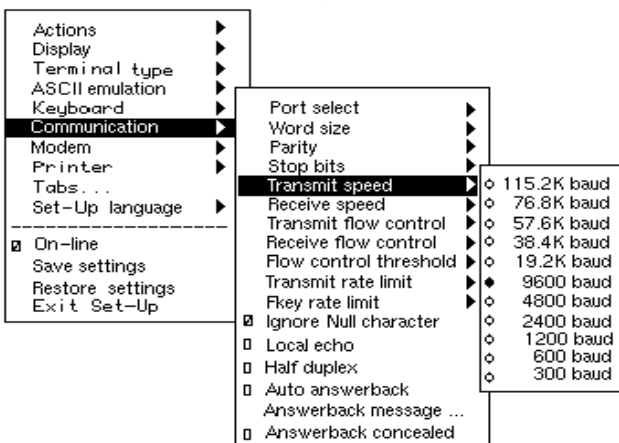 Actions
Display
Terminal type
ASCII emulation
Keyboard
Communication
Modem
Printer
Tabs...
Set-Up language
On-line
Save settings
Restore settings
Exit Set-Up
Port select
Word size
Parity
Stop bits
Transmit speed
Receive speed
Transmit flow control
Receive flow control
Flow control threshold
Transmit rate limit
Fkey rate limit
Ignore Null character
Local echo
Half duplex
Auto answerback
Answerback message ...
Answerback concealed
115.2K baud
76.8K baud
57.6K baud
38.4K baud
19.2K baud
9600 baud
4800 baud
2400 baud
1200 baud
600 baud
300 baud